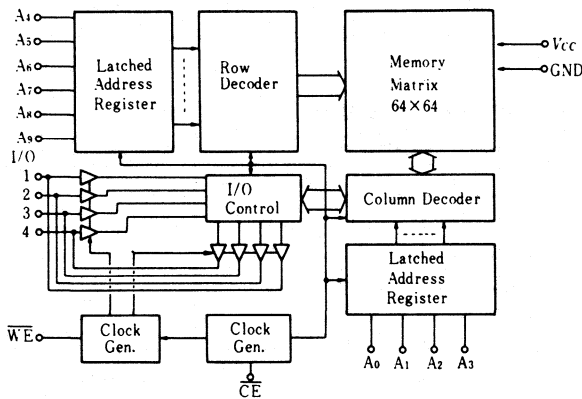 A4
A5
A6
A7
A8
A9
Latched
Address
Register
Row
Decoder
Memory
Matrix
64×64
VCC
GND
I/O
1
2
3
4
I/O
Control
Column Decoder
Latched
Address
Register
WE
Clock
Gen.
Clock
Gen.
CE
A0
A1
A2
A3